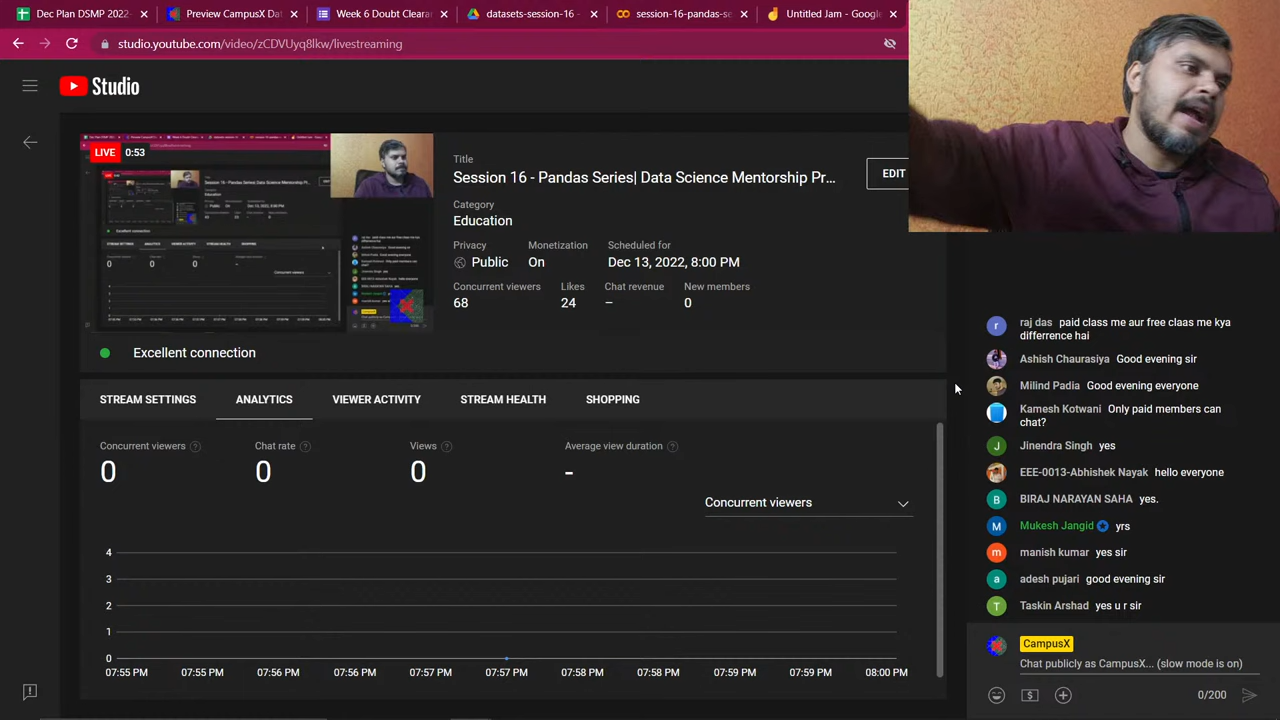 Dec Plan DSMP 2022-
Preview CampusX Da
Week 6 Doubt Clearan
datasets-session-16 -
session-16-pandas-se
Untitled Jam - Google
studio.youtube.com/video/zCDVUyq8lkw/livestreaming
Studio
LIVE 0:53
Title
Session 16 - Pandas Series| Data Science Mentorship Pr...
EDIT
Category
Education
Privacy
Monetization
Scheduled for
Public
On
Dec 13, 2022, 8:00 PM
Concurrent viewers
Likes
Chat revenue
New members
68
24
–
0
Excellent connection
STREAM SETTINGS
ANALYTICS
VIEWER ACTIVITY
STREAM HEALTH
SHOPPING
Concurrent viewers
Chat rate
Views
Average view duration
0
0
0
-
Concurrent viewers
4
3
2
1
0
07:55 PM 07:55 PM 07:56 PM 07:56 PM 07:57 PM 07:57 PM 07:58 PM 07:58 PM 07:59 PM 07:59 PM 08:00 PM
raj das paid class me aur free claas me kya
differrence hai
Ashish Chaurasiya Good evening sir
Milind Padia Good evening everyone
Kamesh Kotwani Only paid members can
chat?
Jinendra Singh yes
EEE-0013-Abhishek Nayak hello everyone
BIRAJ NARAYAN SAHA yes.
Mukesh Jangid yrs
manish kumar yes sir
adesh pujari good evening sir
Taskin Arshad yes u r sir
CampusX
Chat publicly as CampusX... (slow mode is on)
0/200